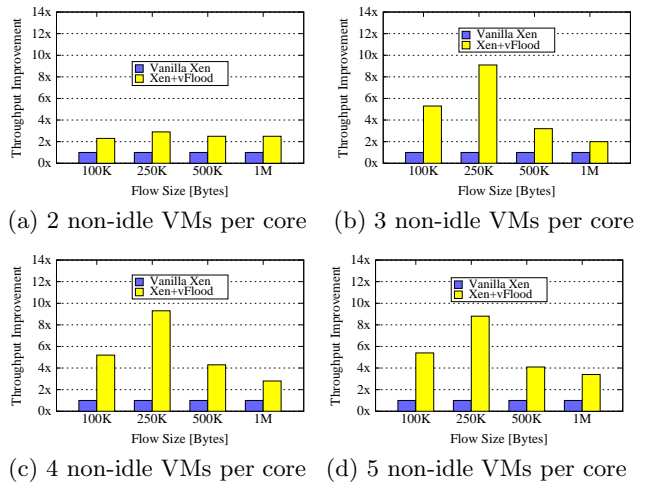 14x
12x
10x
8x
6x
4x
2x
0x
Throughput Improvement
Vanilla Xen
Xen+vFlood
100K 250K 500K 1M
Flow Size [Bytes]
(a) 2 non-idle VMs per core
14x
12x
10x
8x
6x
4x
2x
0x
Throughput Improvement
Vanilla Xen
Xen+vFlood
100K 250K 500K 1M
Flow Size [Bytes]
(b) 3 non-idle VMs per core
14x
12x
10x
8x
6x
4x
2x
0x
Throughput Improvement
Vanilla Xen
Xen+vFlood
100K 250K 500K 1M
Flow Size [Bytes]
(c) 4 non-idle VMs per core
14x
12x
10x
8x
6x
4x
2x
0x
Throughput Improvement
Vanilla Xen
Xen+vFlood
100K 250K 500K 1M
Flow Size [Bytes]
(d) 5 non-idle VMs per core